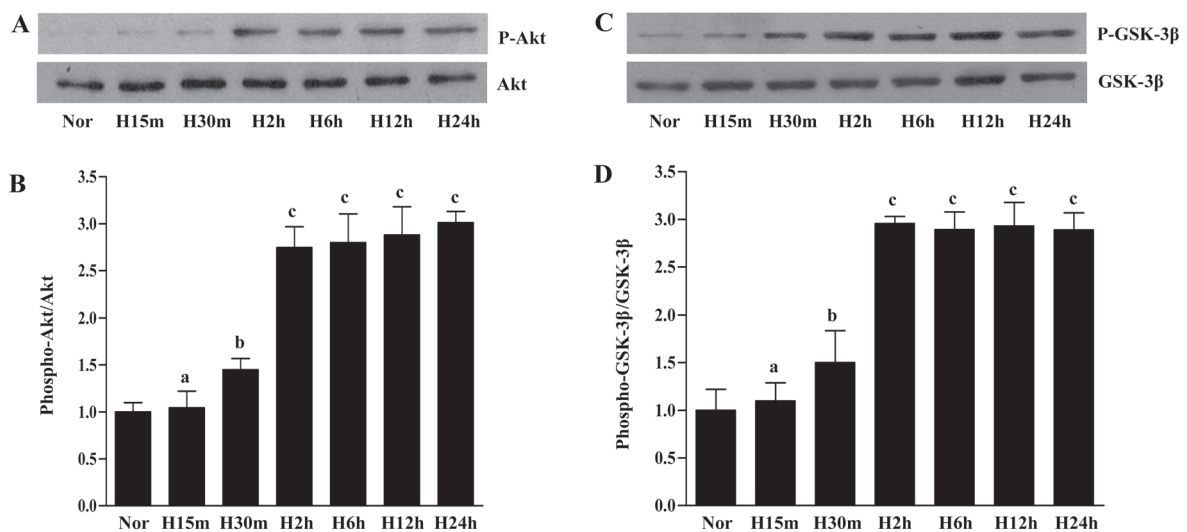 A
P-Akt
Akt
Nor H15m H30m H2h H6h H12h H24h
B
Phospho-Akt/Akt
3.5
3.0
2.5
2.0
1.5
1.0
0.5
0.0
a
b
c
c
c
c
Nor H15m H30m H2h H6h H12h H24h
C
P-GSK-3β
GSK-3β
Nor H15m H30m H2h H6h H12h H24h
D
Phospho-GSK-3β/GSK-3β
3.5
3.0
2.5
2.0
1.5
1.0
0.5
0.0
a
b
c
c
c
c
Nor H15m H30m H2h H6h H12h H24h